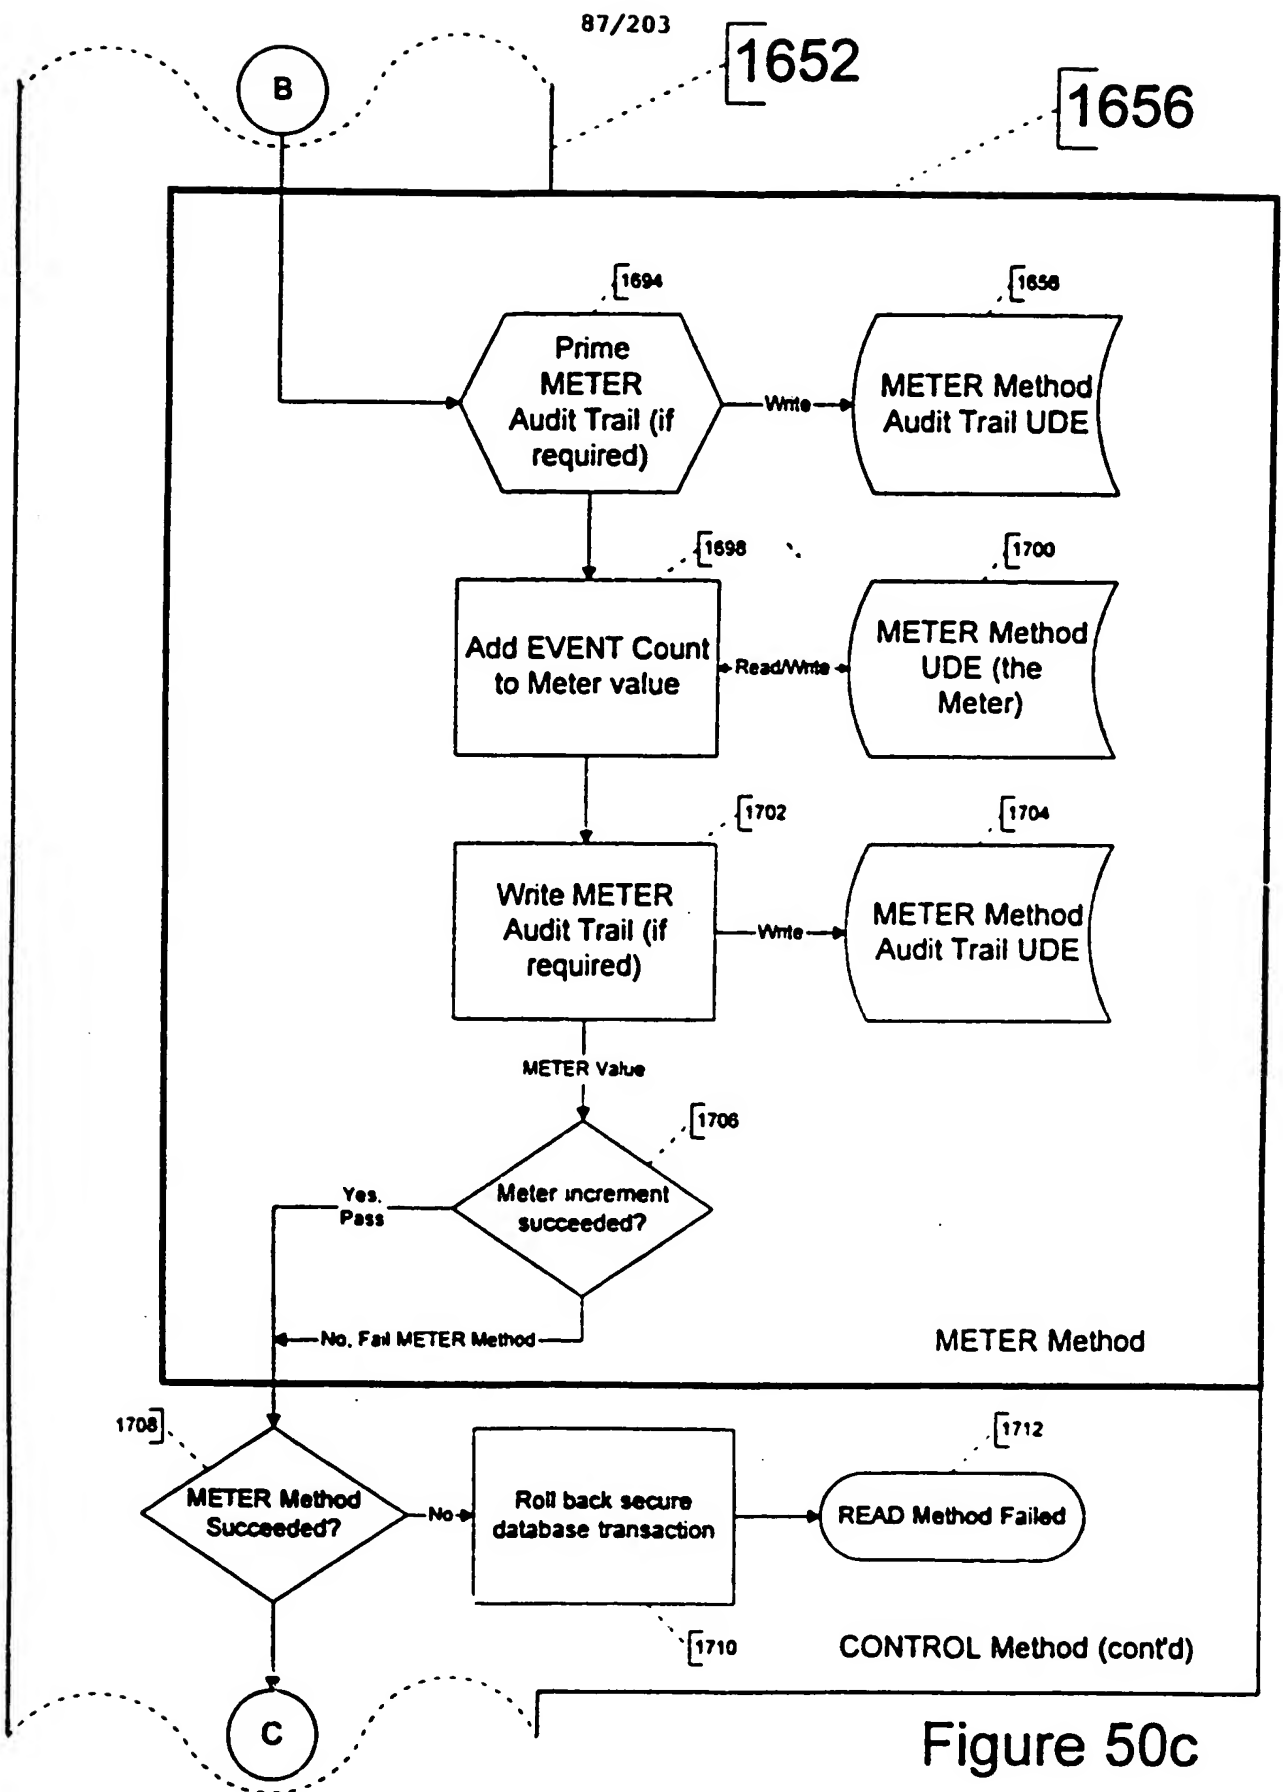 87/203
1652
1656
B
1694
1656
Prime
METER
Audit Trail (if
required)
Write
METER Method
Audit Trail UDE
1698
1700
Add EVENT Count
to Meter value
Read/Write
METER Method
UDE (the
Meter)
1702
1704
Write METER
Audit Trail (if
required)
Write
METER Method
Audit Trail UDE
METER Value
1706
Meter increment
succeeded?
Yes,
Pass
No, Fail METER Method
METER Method
1708
1712
METER Method
Succeeded?
No
Roll back secure
database transaction
READ Method Failed
1710
CONTROL Method (cont'd)
C
Figure 50c